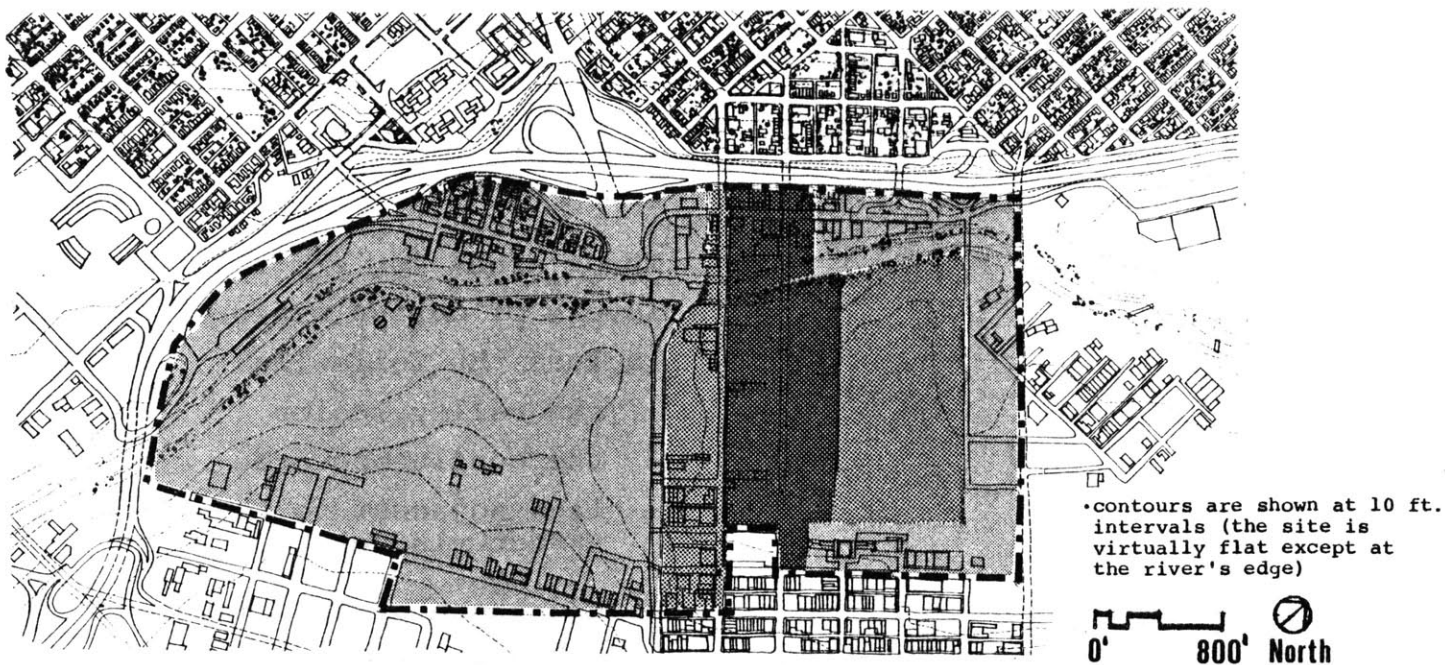 •contours are shown at 10 ft.
intervals (the site is
virtually flat except at
the river's edge)
0' 800' North